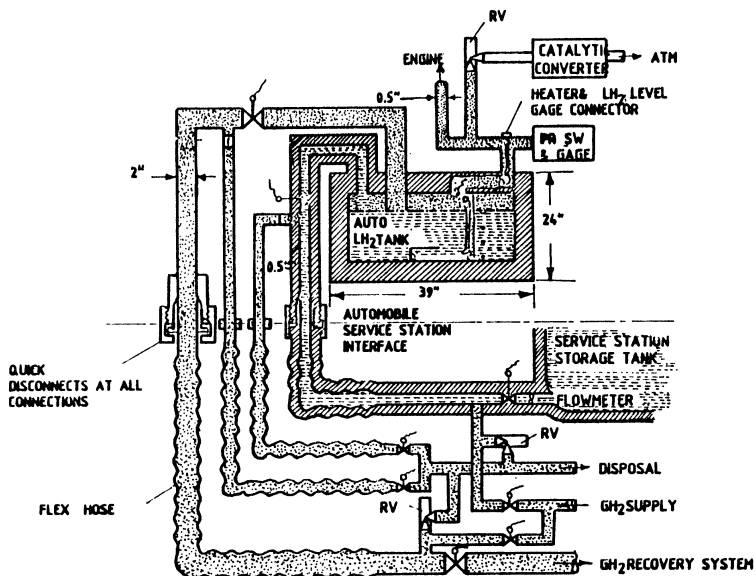 RV
CATALYTIC
CONVERTER
ATM
ENGINE
HEATER& LH2 LEVEL
GAGE CONNECTOR
0.5"
PR SW
& GAGE
2"
AUTO
LH2TANK
24"
0.5"
39"
AUTOMOBILE
SERVICE STATION
INTERFACE
SERVICE STATION
STORAGE TANK
QUICK
DISCONNECTS AT ALL
CONNECTIONS
FLOWMETER
RV
DISPOSAL
FLEX HOSE
RV
GH2SUPPLY
GH2RECOVERY SYSTEM